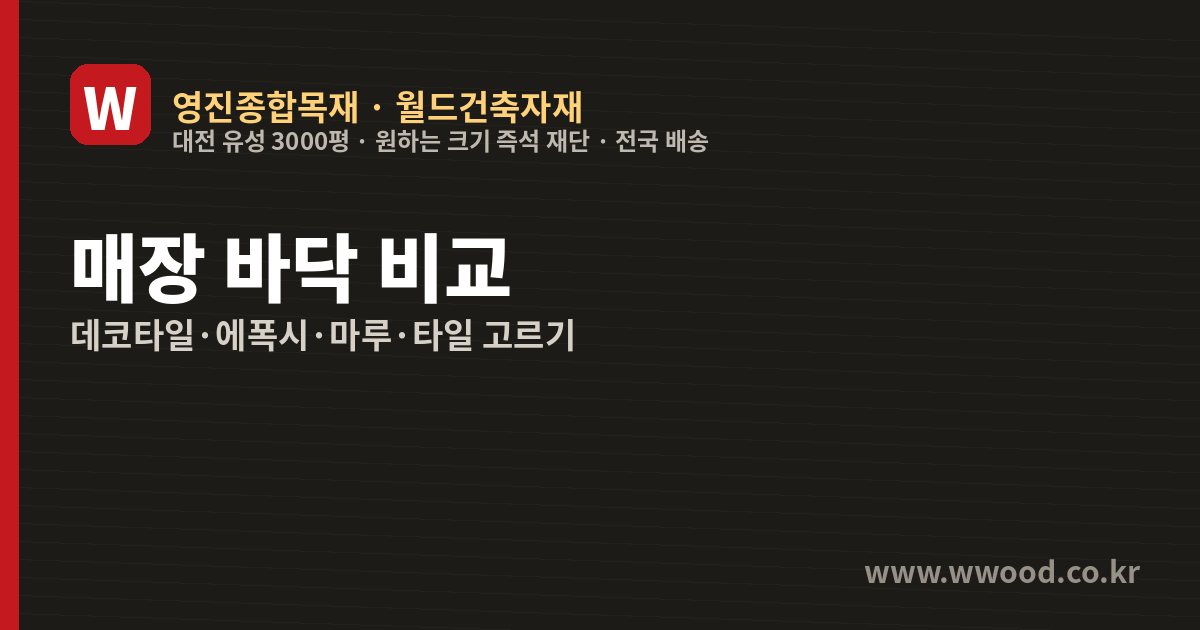 W
영진종합목재 · 월드건축자재
대전 유성 3000평 · 원하는 크기 즉석 재단 · 전국 배송
매장 바닥 비교
데코타일·에폭시·마루·타일 고르기
www.wwood.co.kr